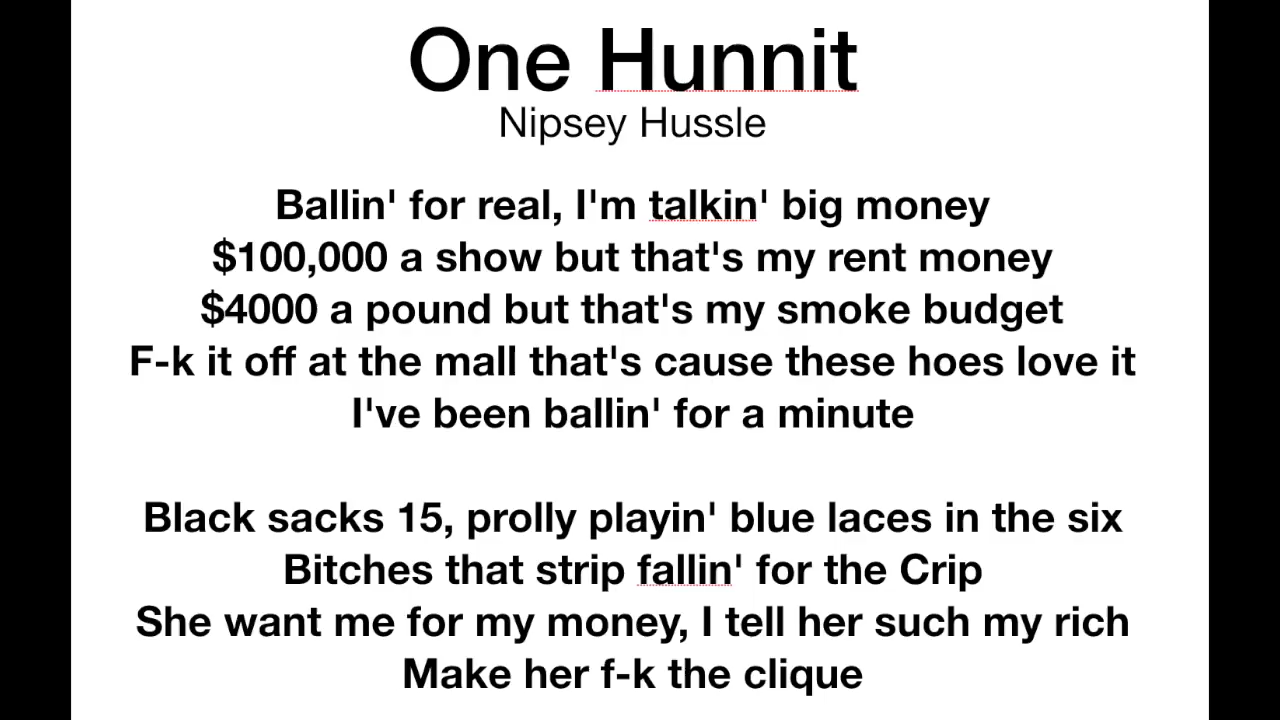 One Hunnit
Nipsey Hussle
Ballin' for real, I'm talkin' big money
$100,000 a show but that's my rent money
$4000 a pound but that's my smoke budget
F-k it off at the mall that's cause these hoes love it
I've been ballin' for a minute
Black sacks 15, prolly playin' blue laces in the six
Bitches that strip fallin' for the Crip
She want me for my money, I tell her such my rich
Make her f-k the clique